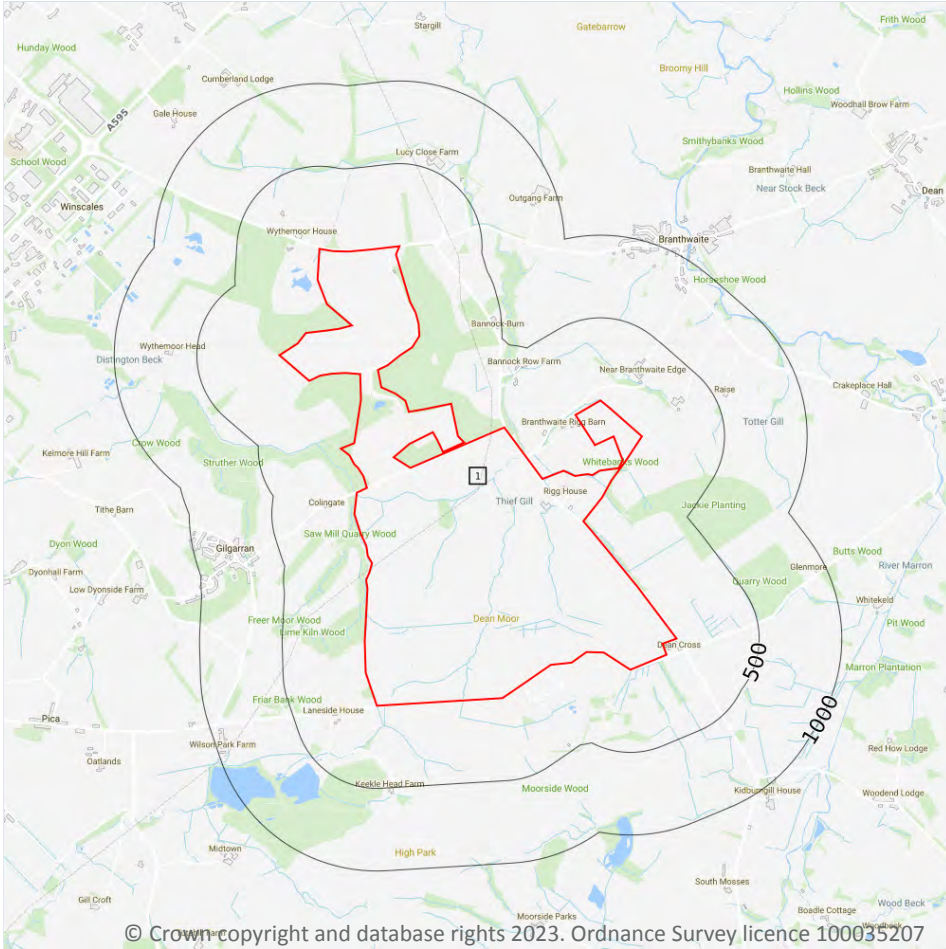 Stargill
Gatebarrow
Frith Wood
Hunday Wood
Broomy Hill
Cumberland Lodge
Hollins Wood
Woodhall Brow Farm
Gale House
A595
Smithybanks Wood
School Wood
Lucy Close Farm
Branthwaite Hall
Near Stock Beck
Dean
Outgang Farm
Winscales
Wythemoor House
Branthwaite
Horseshoe Wood
Bannock Burn
Wythemoor Head
Distington Beck
Bannock Row Farm
Near Branthwaite Edge
Crakeplace Hall
Raise
Branthwaite Rigg Barn
Totter Gill
Crow Wood
Kelmore Hill Farm
Struther Wood
Whitebanks Wood
1
Rigg House
Colingate
Thief Gill
Jackie Planting
Tithe Barn
Saw Mill Quarry Wood
Dyon Wood
Gilgarran
Butts Wood
Glenmore
River Marron
Dyonhall Farm
Quarry Wood
Low Dyonside Farm
Whitekeld
Freer Moor Wood
Dean Moor
Pit Wood
Lime Kiln Wood
Dean Cross
500
Marron Plantation
Friar Bank Wood
Laneside House
1000
Pica
Wilson Park Farm
Red How Lodge
Oatlands
Keekle Head Farm
Moorside Wood
Kidburngill House
Woodend Lodge
Midtown
High Park
South Mosses
Gill Croft
Wood Beck
Boadle Cottage
Moorside Parks
© Crown copyright and database rights 2023. Ordnance Survey licence 100035207